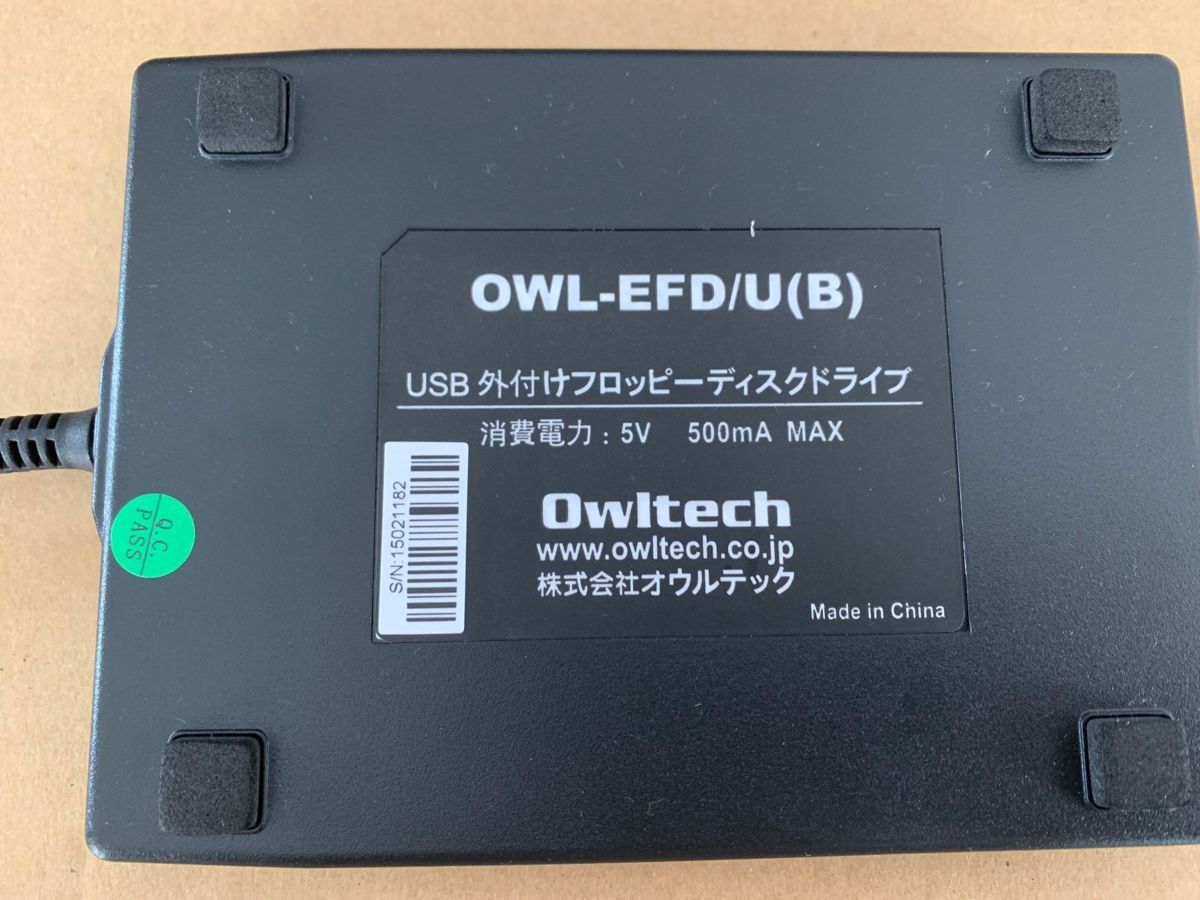 OWL-EFD/U(B)
USB 外付けフロッピーディスクドライブ
消費電力：5V 500mA MAX
Owltech
www.owltech.co.jp
株式会社オウルテック
Made in China
S/N:15021182
Q.C.
PASS